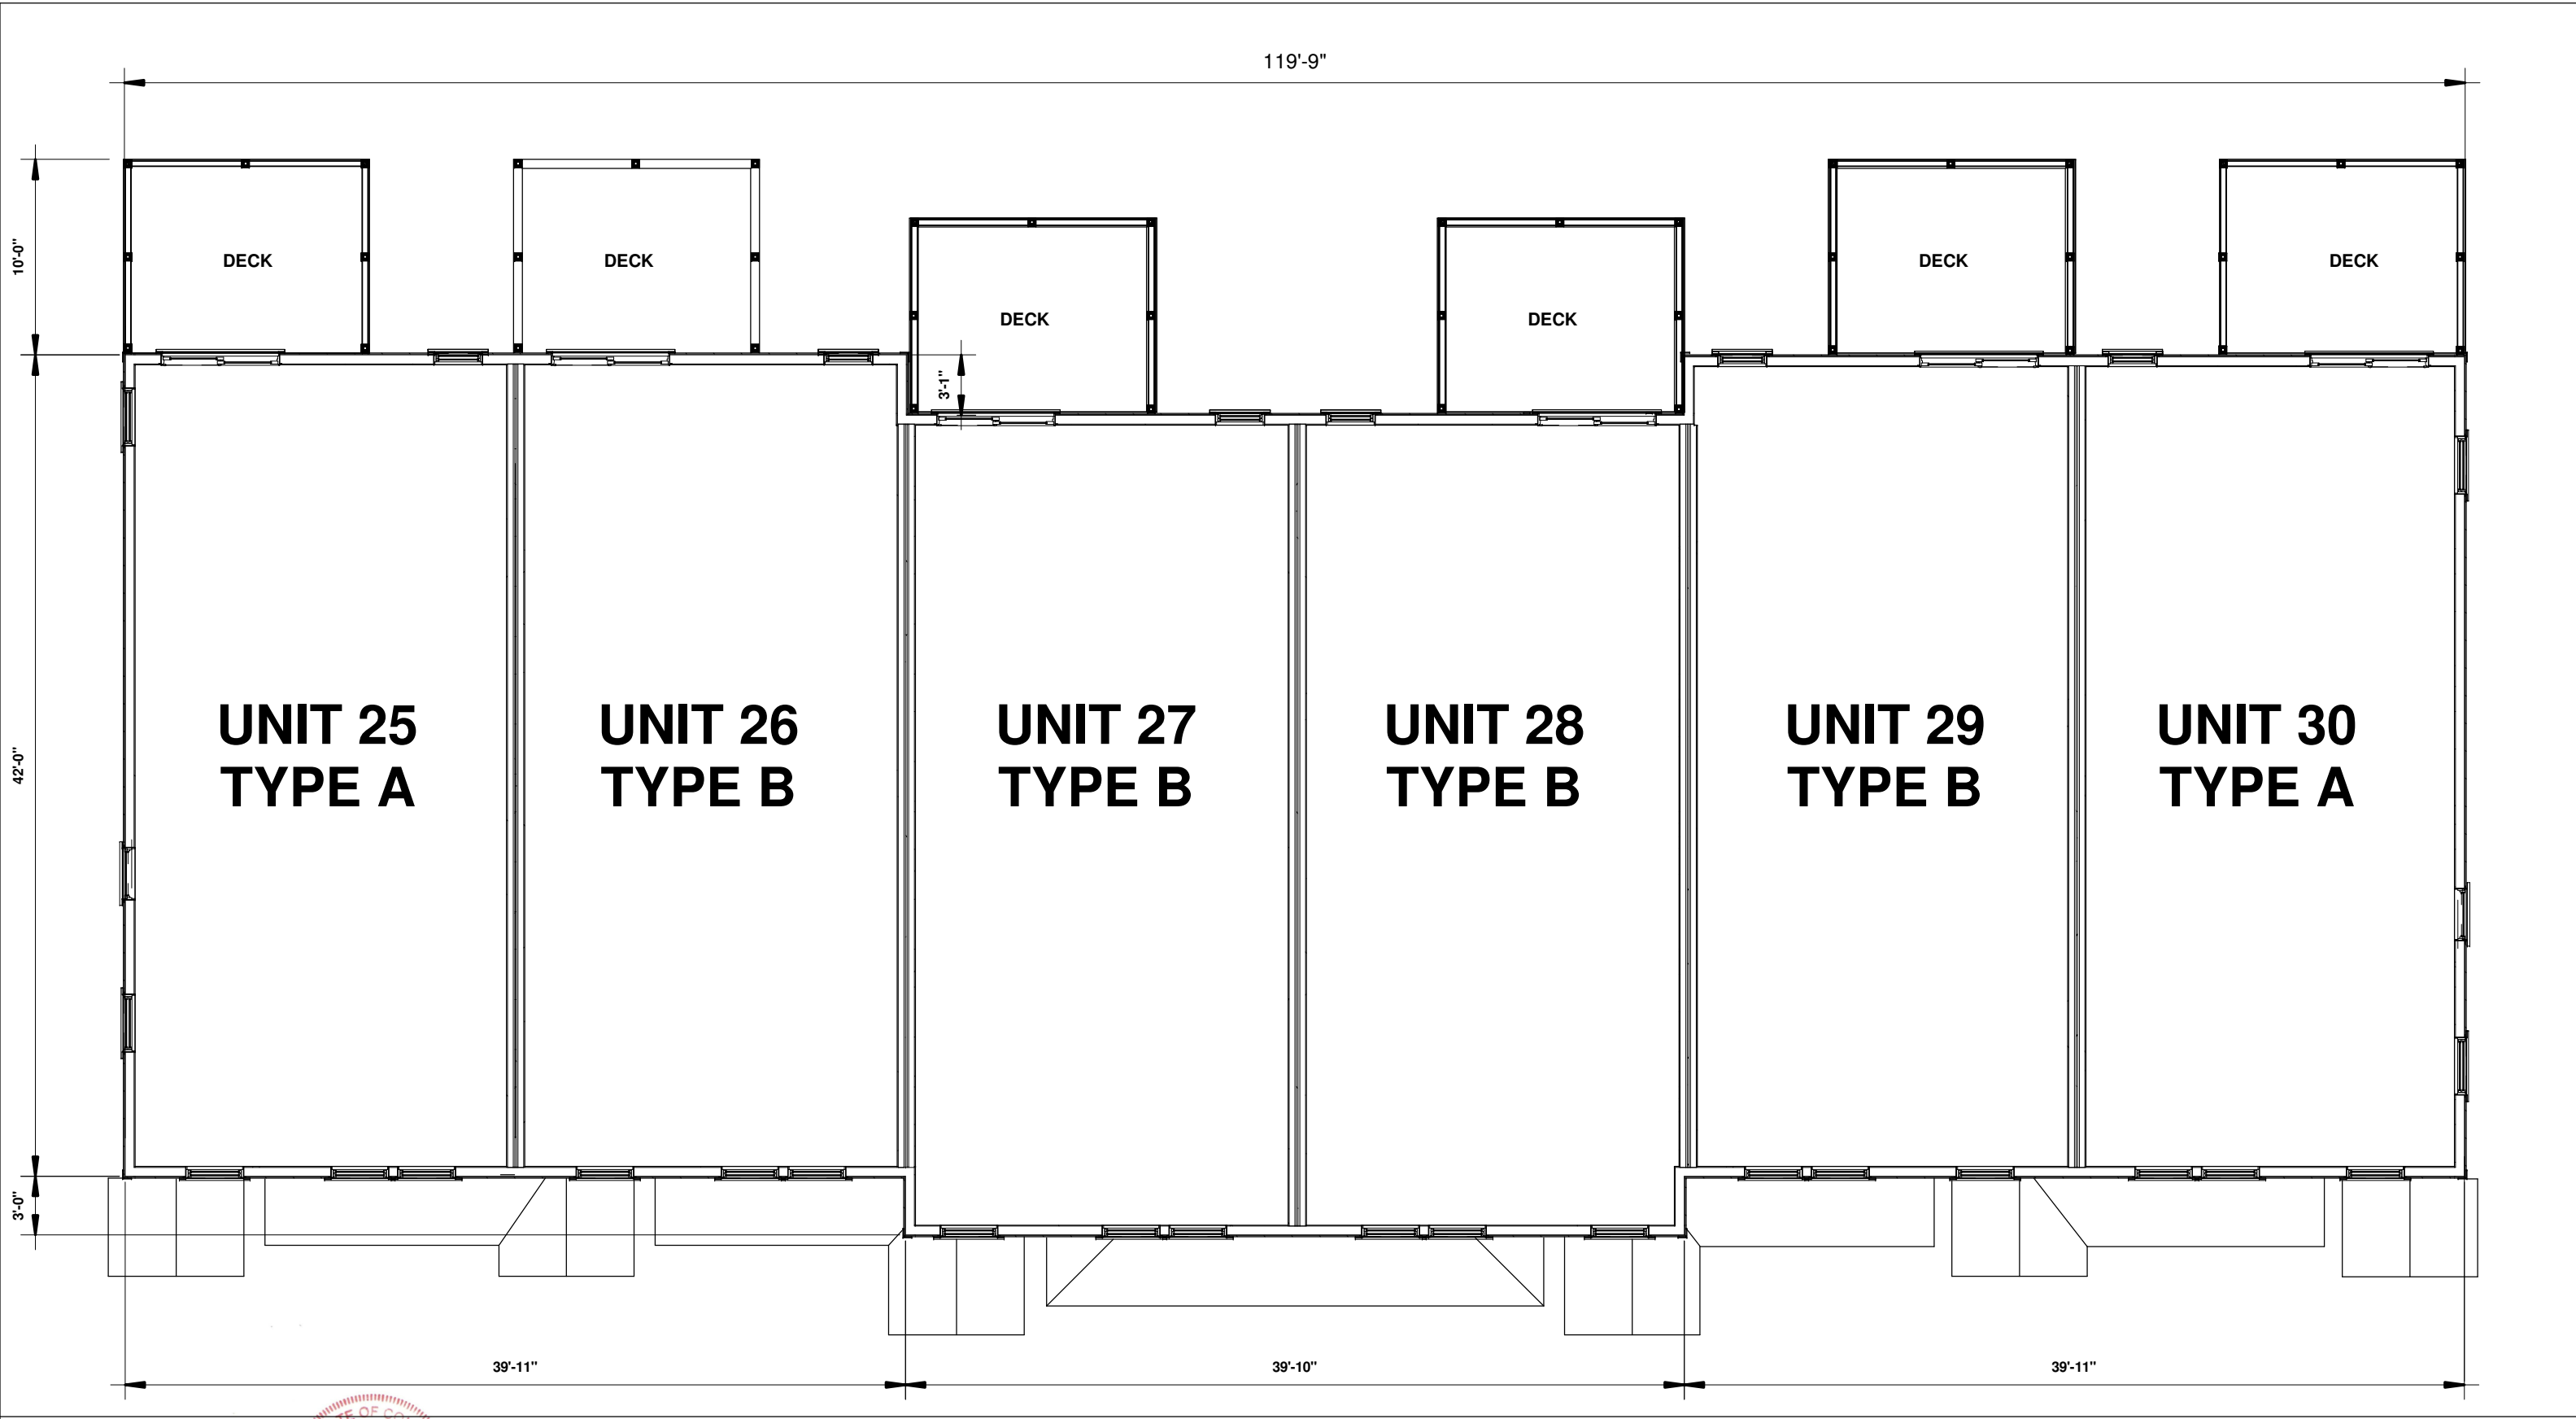 119'-9"
10'-0"
DECK
DECK
DECK
DECK
DECK
DECK
3'-1"
42'-0"
UNIT 25
TYPE A
UNIT 26
TYPE B
UNIT 27
TYPE B
UNIT 28
TYPE B
UNIT 29
TYPE B
UNIT 30
TYPE A
3'-0"
39'-11"
39'-10"
39'-11"